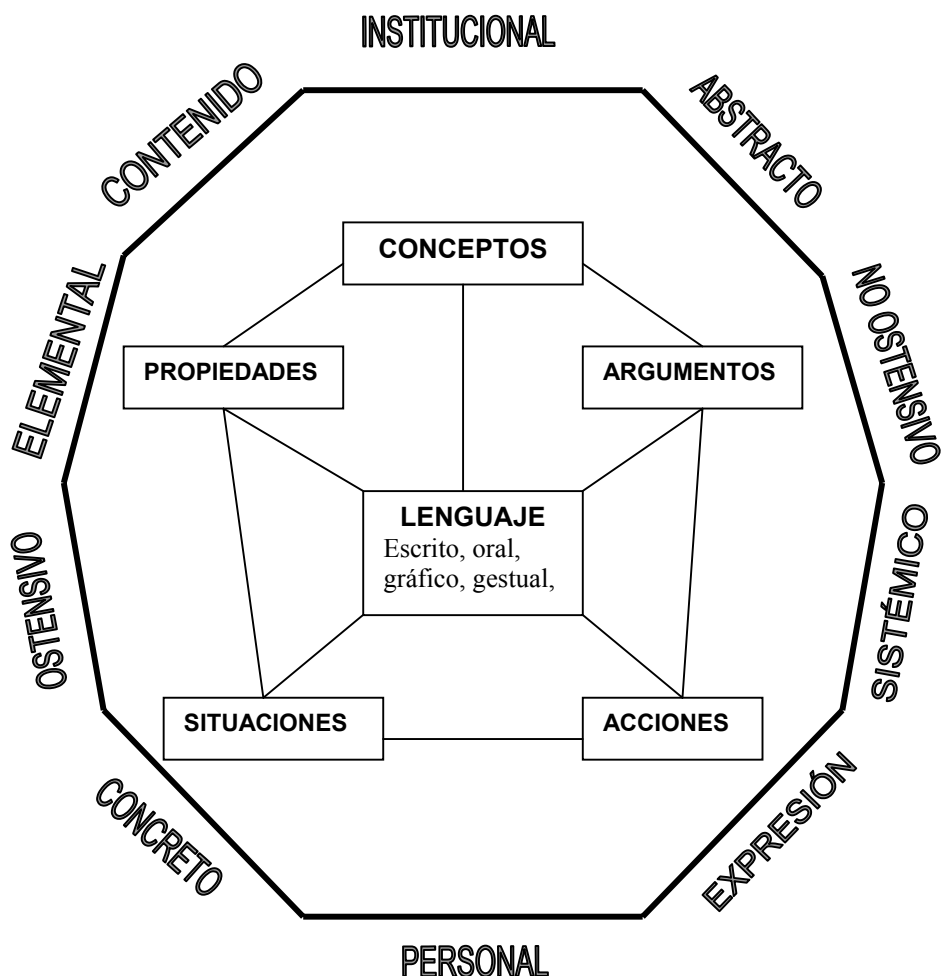 INSTITUCIONAL
CONTENIDO
ABSTRACTO
CONCEPTOS
ELEMENTAL
NO OSTENSIVO
PROPIEDADES
ARGUMENTOS
LENGUAJE
Escrito, oral,
gráfico, gestual,
OSTENSIVO
SISTÉMICO
SITUACIONES
ACCIONES
CONCRETO
EXPRESIÓN
PERSONAL